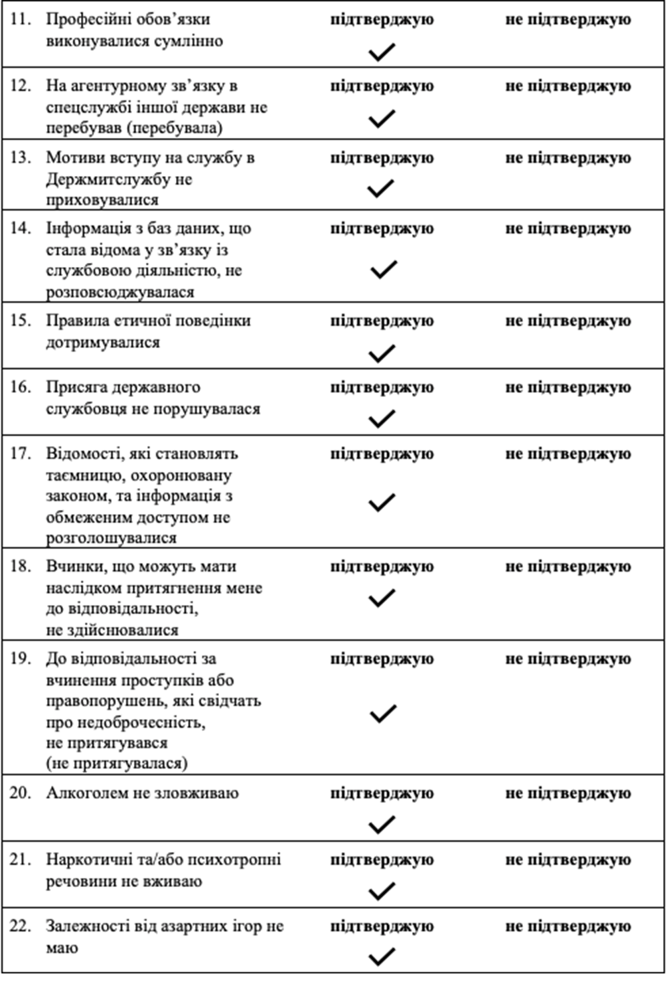 11. Професійні обов’язки підтверджую не підтверджую
виконувалися сумлінно
✓
12. На агентурному зв’язку в підтверджую не підтверджую
спецслужбі іншої держави не
✓
перебував (перебувала)
13. Мотиви вступу на службу в підтверджую не підтверджую
Держмитслужбу не
✓
приховувалися
14. Інформація з баз даних, що підтверджую не підтверджую
стала відома у зв’язку із
службовою діяльністю, не
✓
розповсюджувалася
15. Правила етичної поведінки підтверджую не підтверджую
дотримувалися
✓
16. Присяга державного підтверджую не підтверджую
службовця не порушувалася
✓
17. Відомості, які становлять підтверджую не підтверджую
таємницю, охоронювану
законом, та інформація з
✓
обмеженим доступом не
розголошувалися
18. Вчинки, що можуть мати підтверджую не підтверджую
наслідком притягнення мене
✓
до відповідальності,
не здійснювалися
19. До відповідальності за підтверджую не підтверджую
вчинення проступків або
правопорушень, які свідчать
✓
про недоброчесність,
не притягувався
(не притягувалася)
20. Алкоголем не зловживаю підтверджую не підтверджую
✓
21. Наркотичні та/або психотропні підтверджую не підтверджую
речовини не вживаю
✓
22. Залежності від азартних ігор не підтверджую не підтверджую
маю
✓